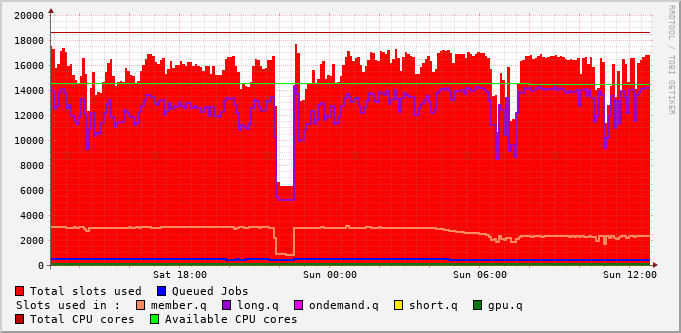 20000
18000
16000
14000
12000
10000
8000
6000
4000
2000
0
Sat 18:00 Sun 00:00 Sun 06:00 Sun 12:00
RRDTOOL / TOBI OETIKER
Total slots used Queued Jobs
Slots used in : member.q long.q ondemand.q short.q gpu.q
Total CPU cores Available CPU cores